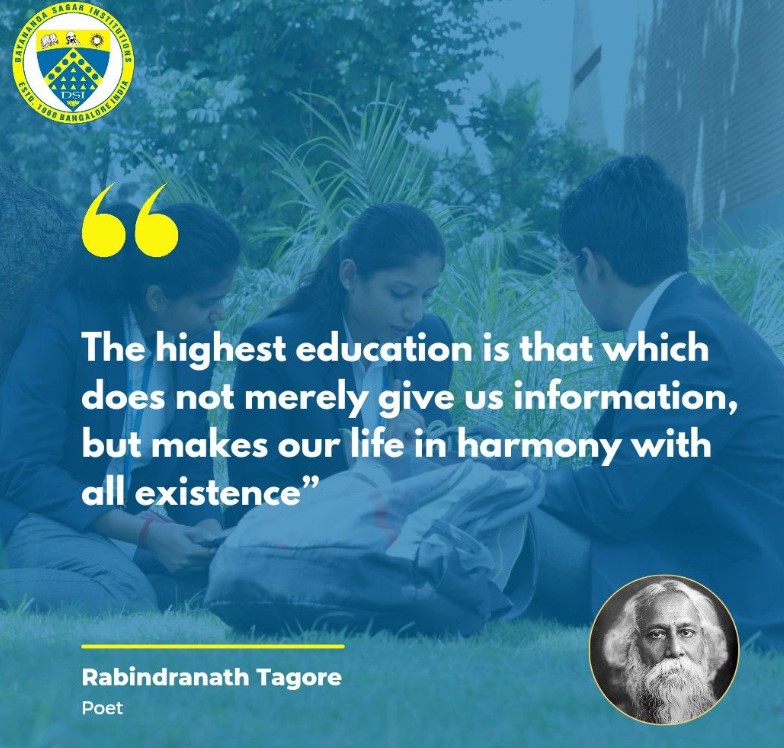 DAYANANDA SAGAR INSTITUTIONS
ESTD. 1960 BANGALORE INDIA
DSI
“
The highest education is that which
does not merely give us information,
but makes our life in harmony with
all existence”
Rabindranath Tagore
Poet